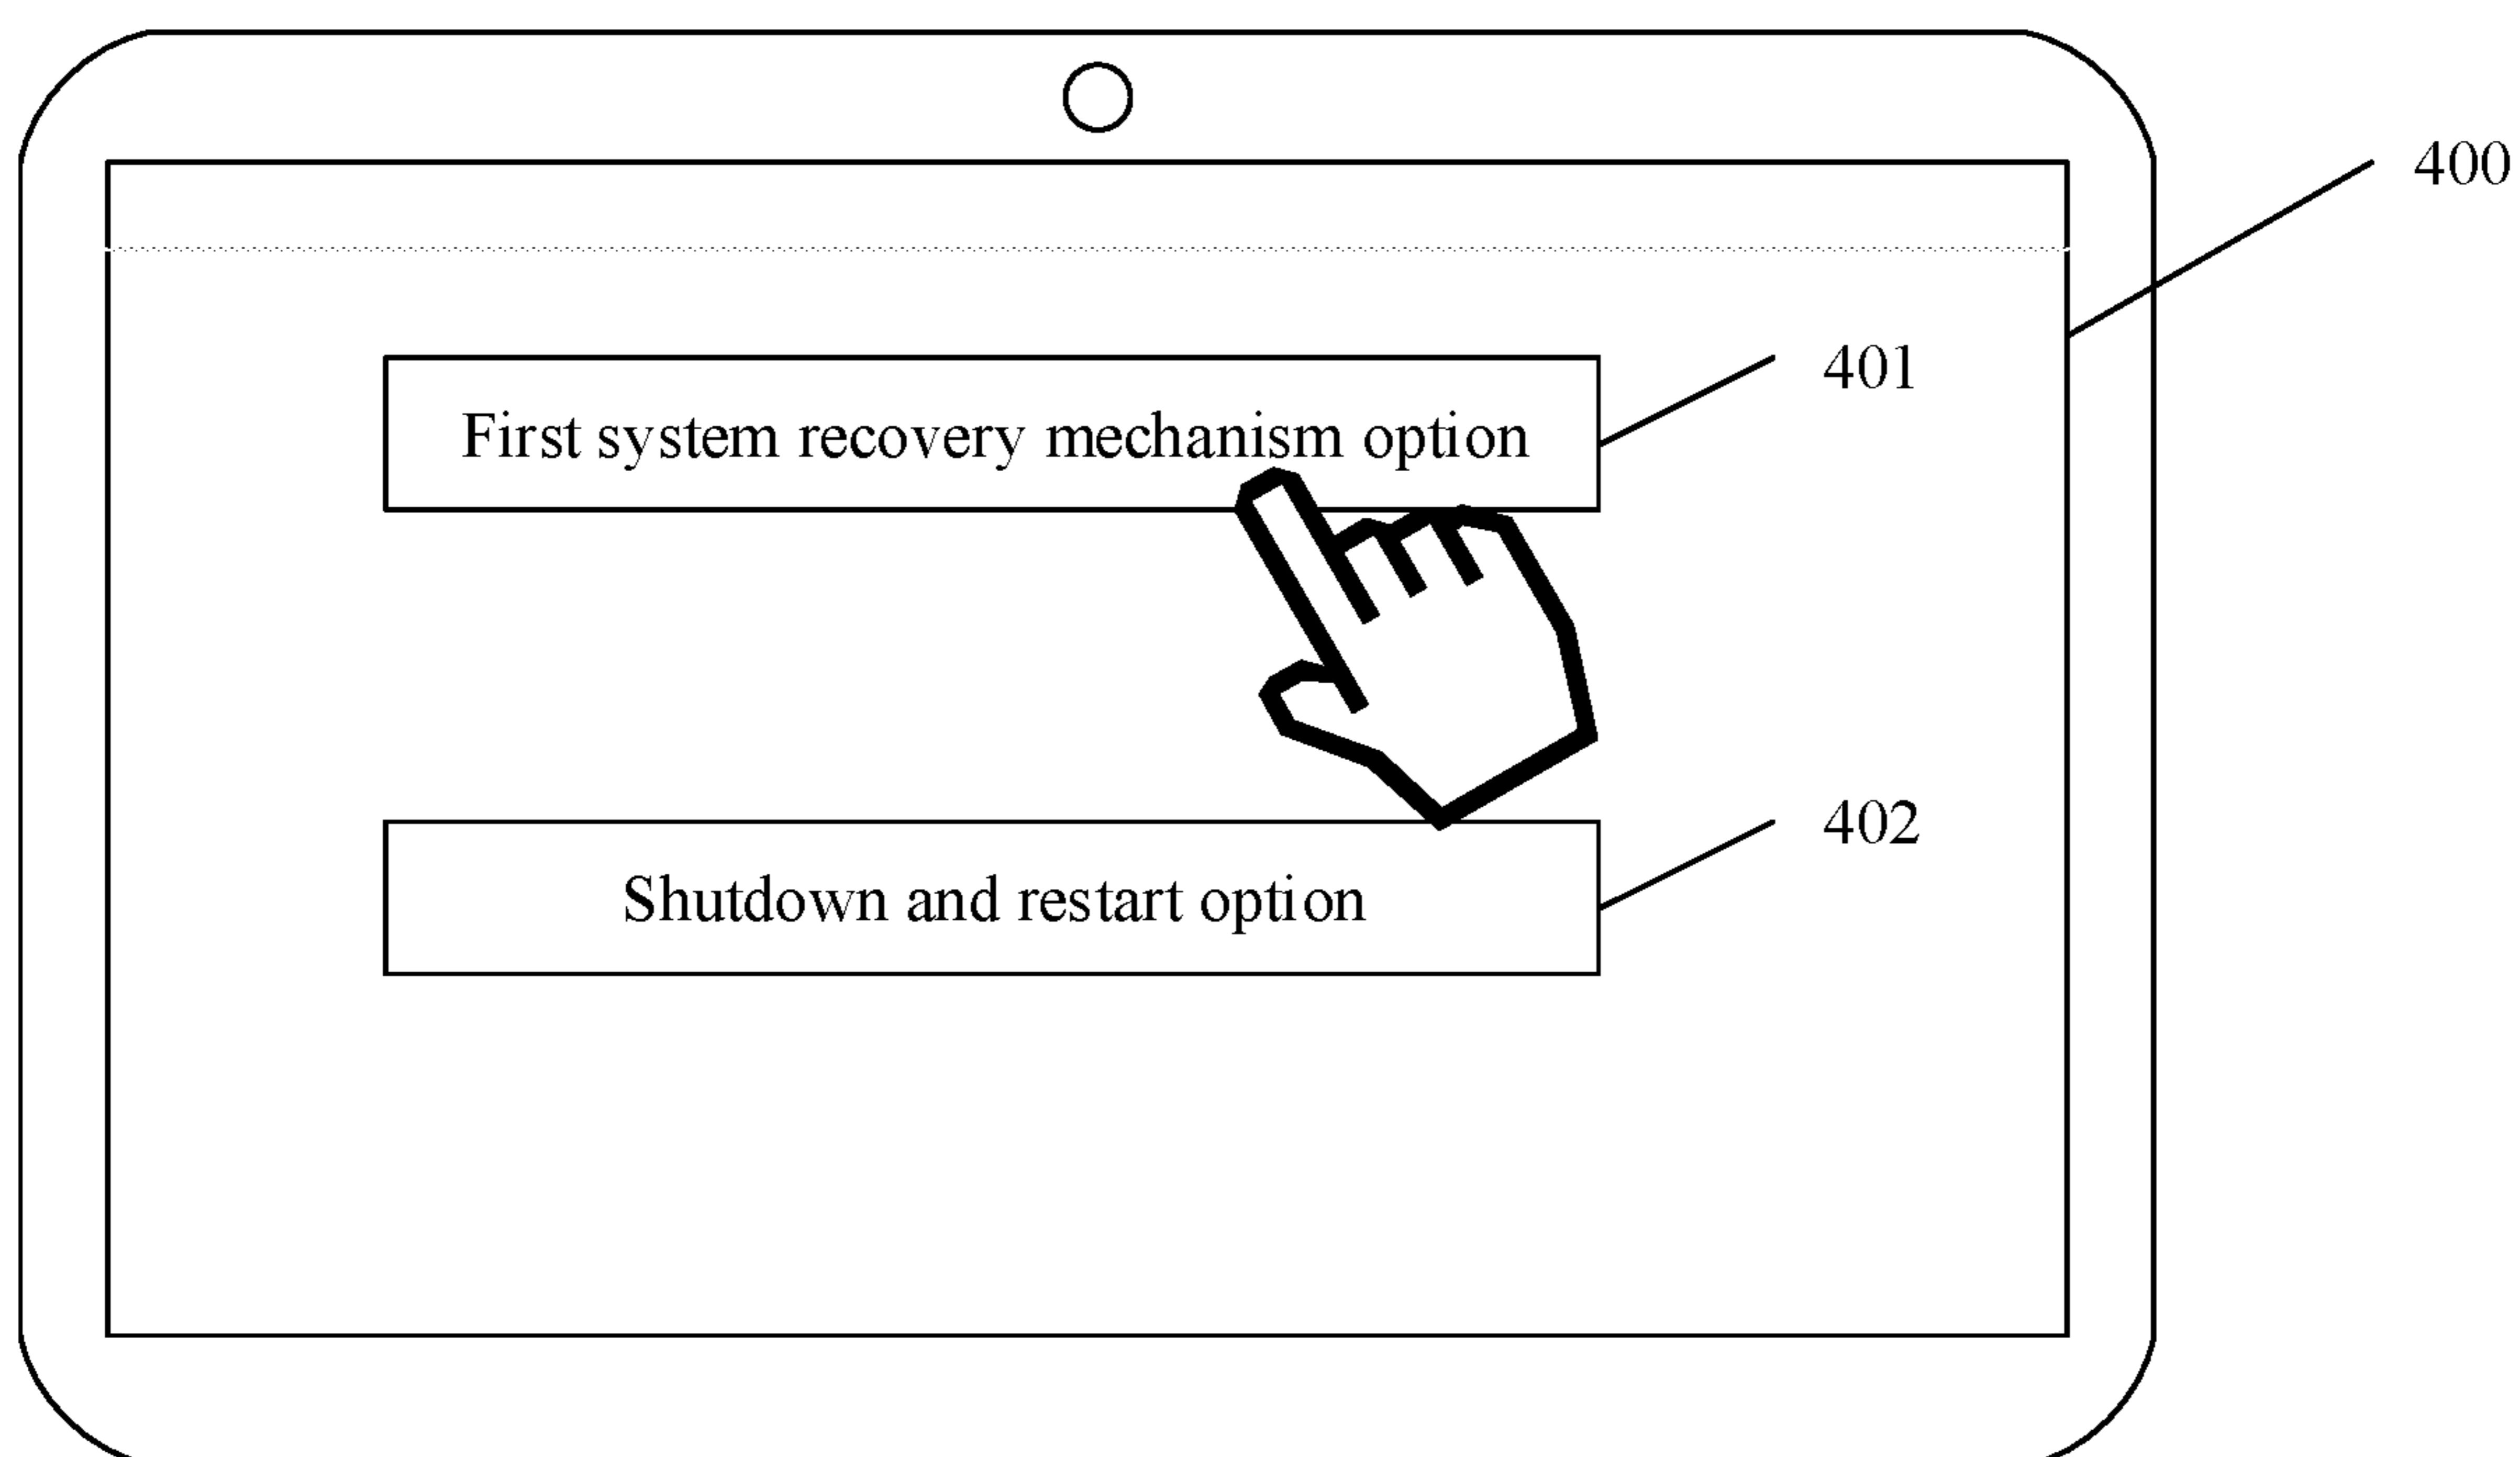 400
401
First system recovery mechanism option
402
Shutdown and restart option